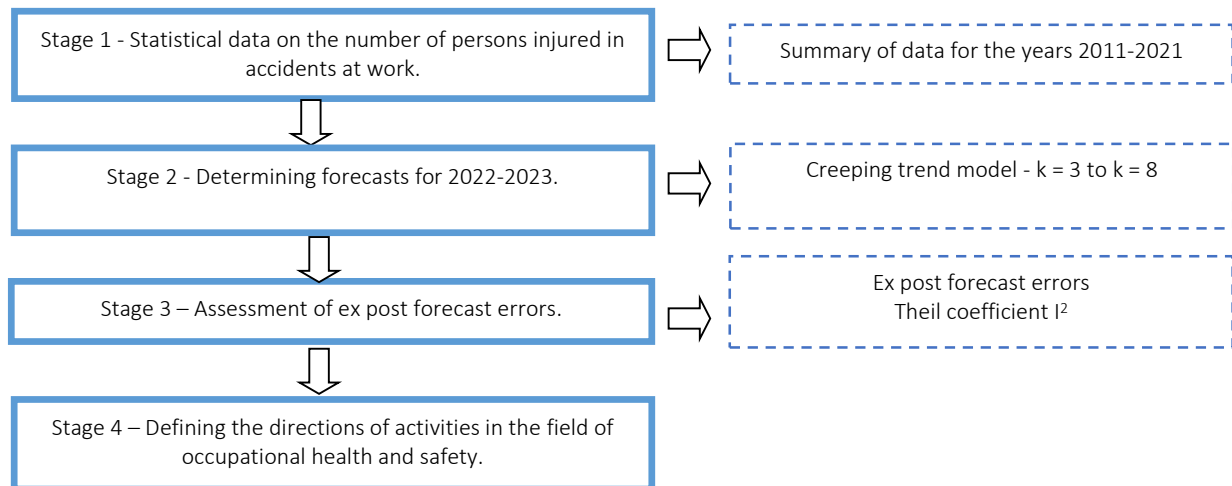 Stage 1 - Statistical data on the number of persons injured in
accidents at work.
Summary of data for the years 2011-2021
Stage 2 - Determining forecasts for 2022-2023.
Creeping trend model - k = 3 to k = 8
Stage 3 – Assessment of ex post forecast errors.
Ex post forecast errors
Theil coefficient I²
Stage 4 – Defining the directions of activities in the field of
occupational health and safety.